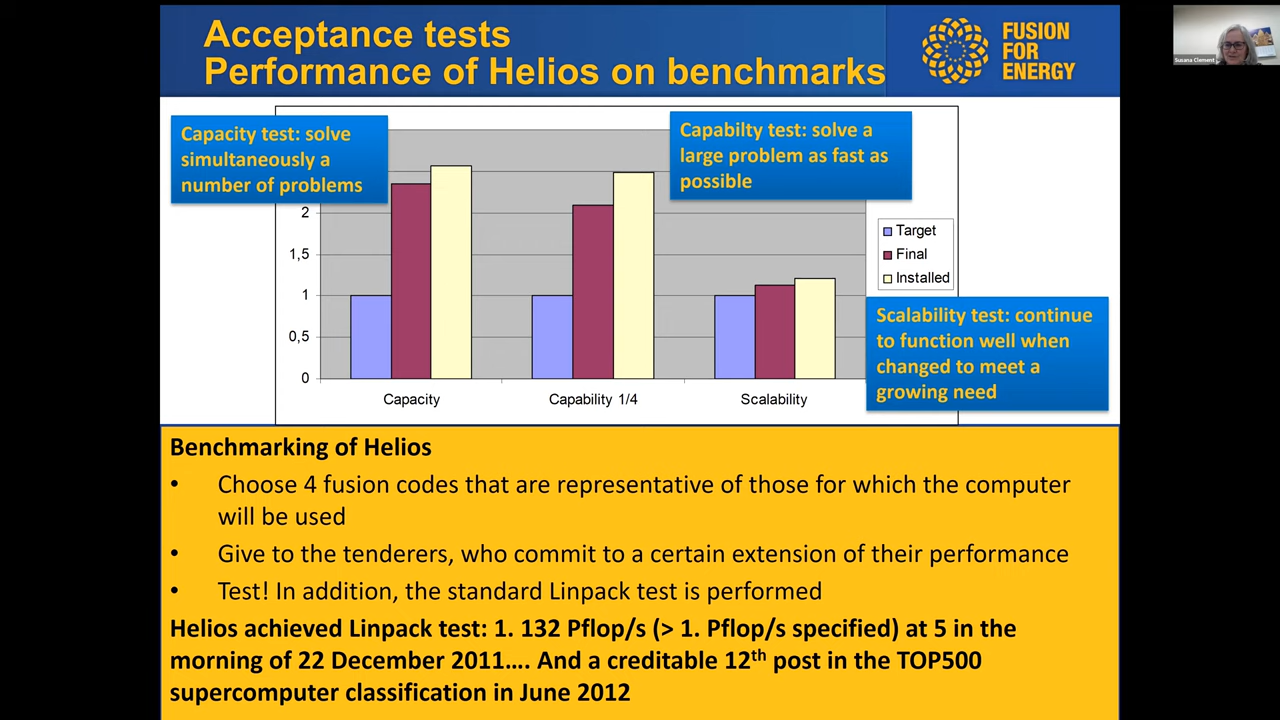 Acceptance tests
Performance of Helios on benchmarks
FUSION
FOR
ENERGY
Susana Clement
Capacity test: solve
simultaneously a
number of problems
Capabilty test: solve a
large problem as fast as
possible
2
1,5
1
0,5
0
Capacity
Capability 1/4
Scalability
Target
Final
Installed
Scalability test: continue
to function well when
changed to meet a
growing need
Benchmarking of Helios
• Choose 4 fusion codes that are representative of those for which the computer
will be used
• Give to the tenderers, who commit to a certain extension of their performance
• Test! In addition, the standard Linpack test is performed
Helios achieved Linpack test: 1. 132 Pflop/s (> 1. Pflop/s specified) at 5 in the
morning of 22 December 2011…. And a creditable 12th post in the TOP500
supercomputer classification in June 2012